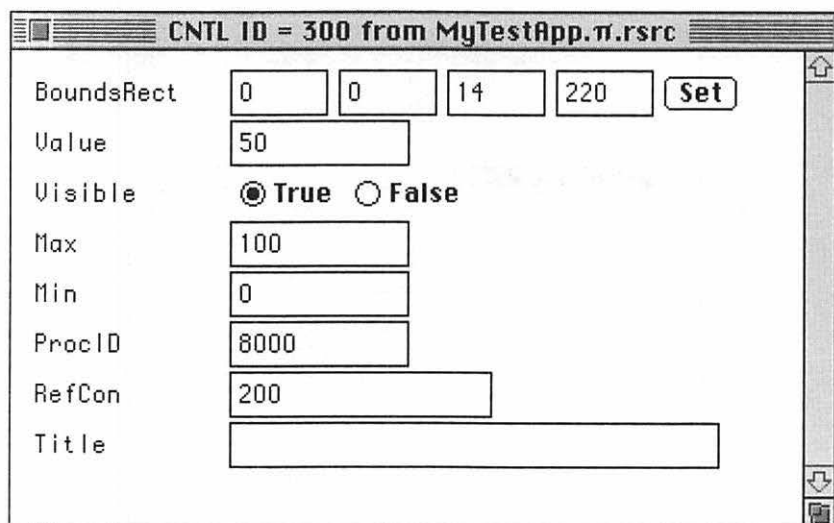 CNTL ID = 300 from MyTestApp.π.rsrc
BoundsRect 0 0 14 220 Set
Value 50
Visible True False
Max 100
Min 0
ProcID 8000
RefCon 200
Title